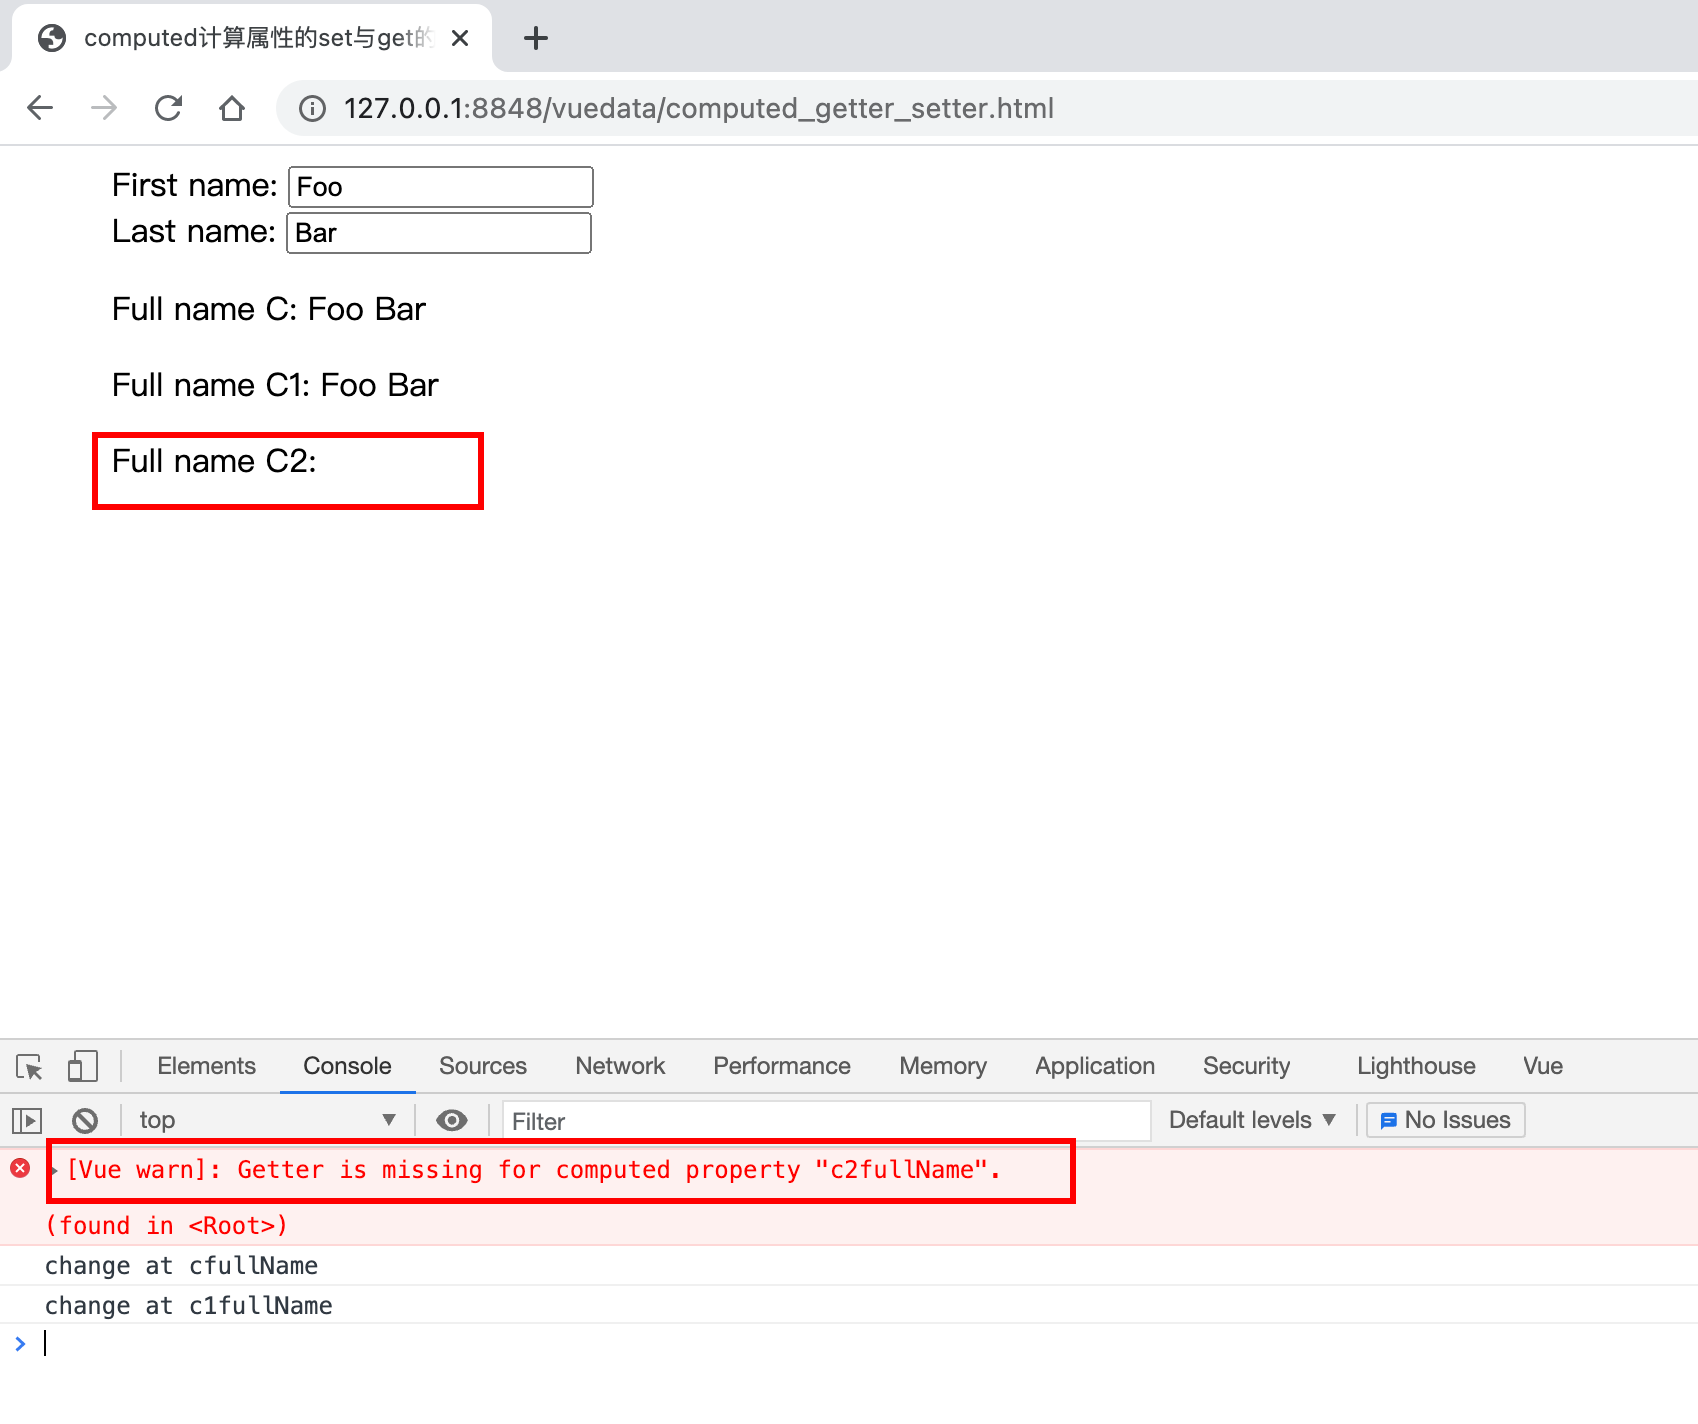 computed计算属性的set与get的
127.0.0.1:8848/vuedata/computed_getter_setter.html
First name: Foo
Last name: Bar
Full name C: Foo Bar
Full name C1: Foo Bar
Full name C2:
Elements Console Sources Network Performance Memory Application Security Lighthouse Vue
top Filter Default levels No Issues
[Vue warn]: Getter is missing for computed property "c2fullName".
(found in <Root>)
change at cfullName
change at c1fullName